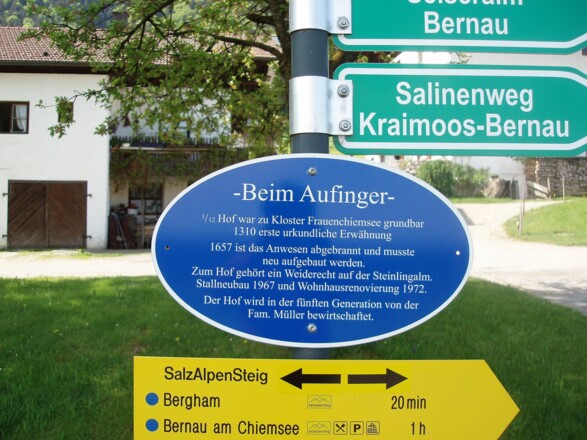 Bernau
Salinenweg
Kraimoos-Bernau
-Beim Aufinger-
1/12 Hof war zu Kloster Frauenchiemsee grundbar
1310 erste urkundliche Erwähnung
1657 ist das Anwesen abgebrannt und musste
neu aufgebaut werden.
Zum Hof gehört ein Weiderecht auf der Steinlingalm.
Stallneubau 1967 und Wohnhausrenovierung 1972.
Der Hof wird in der fünften Generation von der
Fam. Müller bewirtschaftet.
SalzAlpenSteig
Bergham 20 min
Bernau am Chiemsee P 1 h